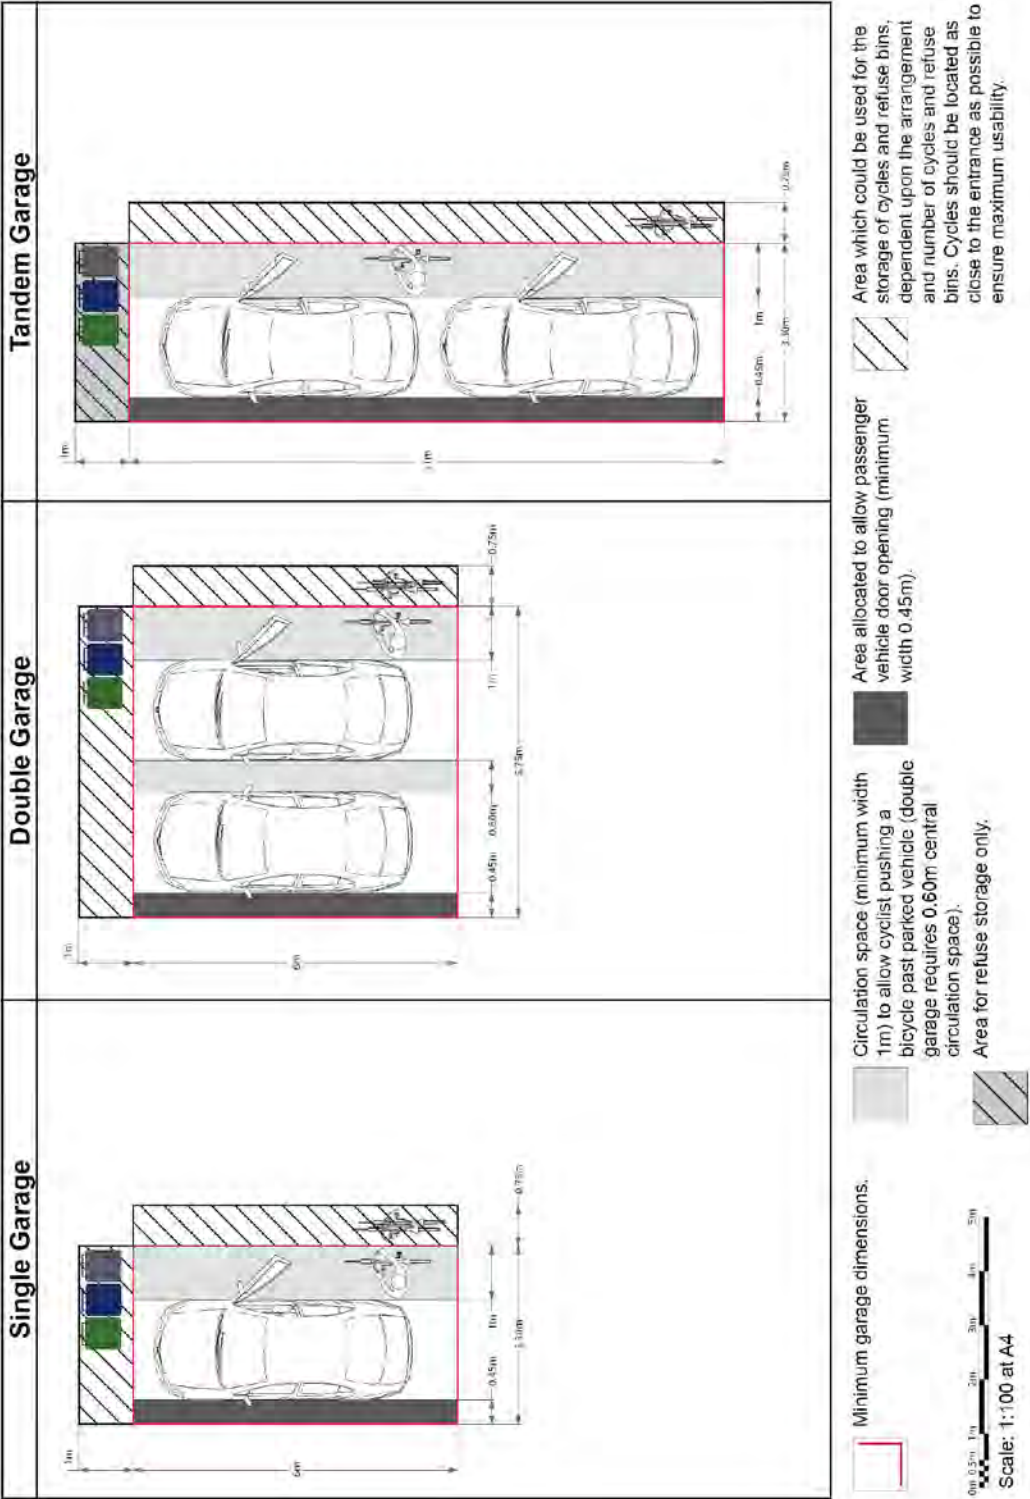 Single Garage
1m
6m
0.45m
1m
3.30m
0.75m
Double Garage
1m
6m
0.45m
0.60m
1m
5.75m
0.75m
Tandem Garage
1m
11m
0.45m
1m
3.30m
0.75m
Minimum garage dimensions.
0m 0.5m 1m 2m 3m 4m 5m
Scale: 1:100 at A4
Circulation space (minimum width
1m) to allow cyclist pushing a
bicycle past parked vehicle (double
garage requires 0.60m central
circulation space).
Area for refuse storage only.
Area allocated to allow passenger
vehicle door opening (minimum
width 0.45m).
Area which could be used for the
storage of cycles and refuse bins,
dependent upon the arrangement
and number of cycles and refuse
bins. Cycles should be located as
close to the entrance as possible to
ensure maximum usability.